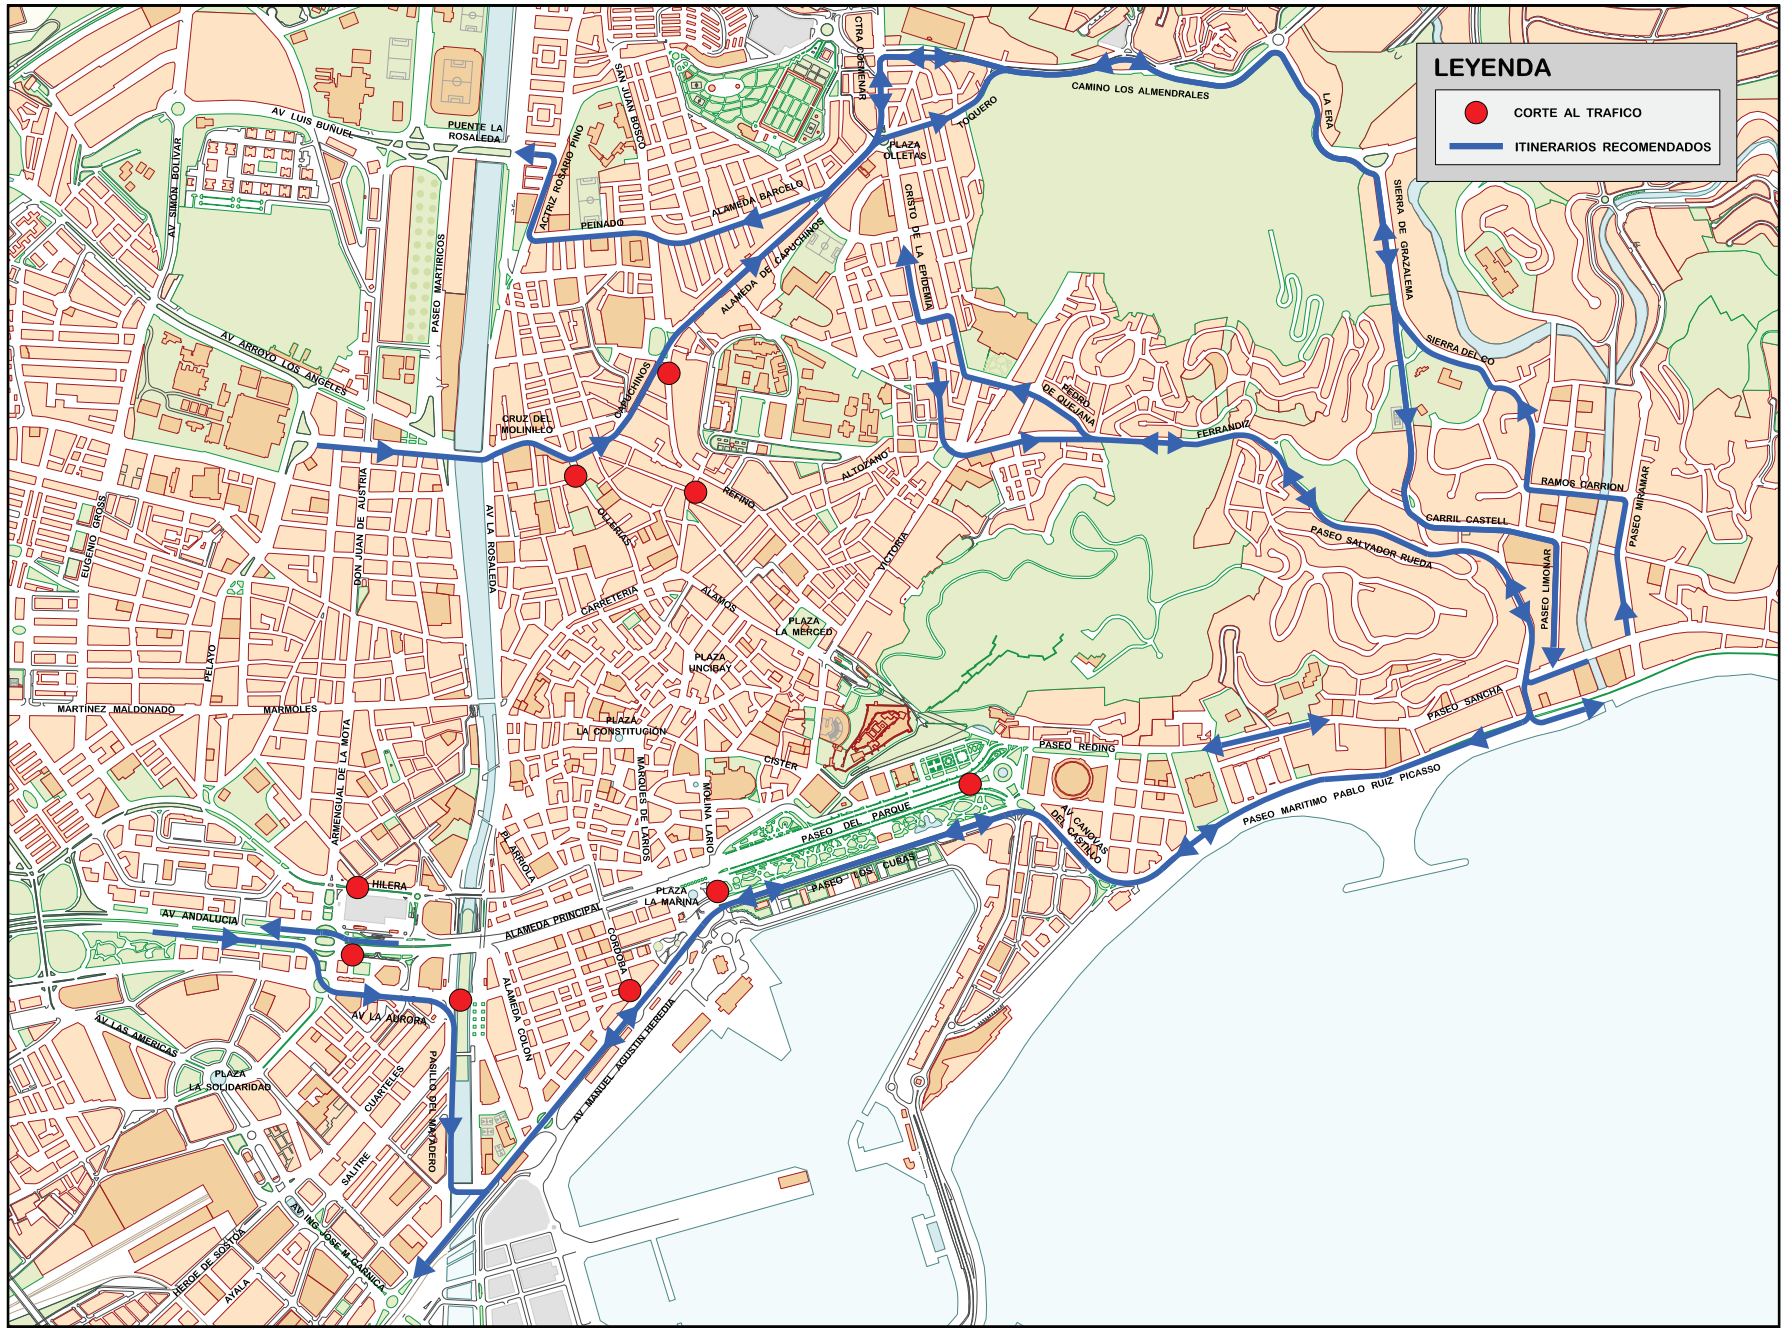 LEYENDA
CORTE AL TRAFICO
ITINERARIOS RECOMENDADOS
CTRA COLMENAR
CAMINO LOS ALMENDRALES
LA ERA
TOQUERO
PLAZA
OLLETAS
SAN JUAN BOSCO
AV LUIS BUÑUEL
PUENTE LA
ROSALEDA
AV SIMÓN BOLIVAR
ACTRIZ ROSARIO PINO
PEINADO
ALAMEDA BARCELO
ALAMEDA DE CAPUCHINOS
CRISTO DE LA EPIDEMIA
SIERRA DE GRAZALEMA
SIERRA DEL CO
PASEO MARTIRICOS
AV ARROYO LOS ANGELES
CAPUCHINOS
CRUZ DEL
MOLINILLO
PEDRO
DE QUEJANA
FERRANDIZ
ALTOZANO
REFINO
OLLERIAS
VICTORIA
RAMOS CARRION
PASEO MIRAMAR
CARRIL CASTELL
PASEO SALVADOR RUEDA
PASEO LIMONAR
EUGENIO GROSS
DON JUAN DE AUSTRIA
AV LA ROSALEDA
CARRETERIA
ALAMOS
PLAZA
LA MERCED
PLAZA
UNCIBAY
PELAYO
MARTÍNEZ MALDONADO
MARMOLES
ARMENGUAL DE LA MOTA
PLAZA
LA CONSTITUCIÓN
CISTER
MARQUES DE LARIOS
MOLINA LARIO
PASEO REDING
PASEO SANCHA
PASEO MARITIMO PABLO RUIZ PICASSO
AV CANOVAS
DEL CASTILLO
PASEO DEL PARQUE
PASEO LOS CURAS
PLAZA
LA MARINA
PL ARRIOLA
HILERA
AV ANDALUCIA
ALAMEDA PRINCIPAL
CORDOBA
ALAMEDA COLON
AV MANUEL AGUSTIN HEREDIA
AV LA AURORA
AV LAS AMERICAS
PLAZA
LA SOLIDARIDAD
CUARTELES
PASILLO DEL MATADERO
SALITRE
AV ING JOSE M GARNICA
HEROE DE SOSTOA
AYALA